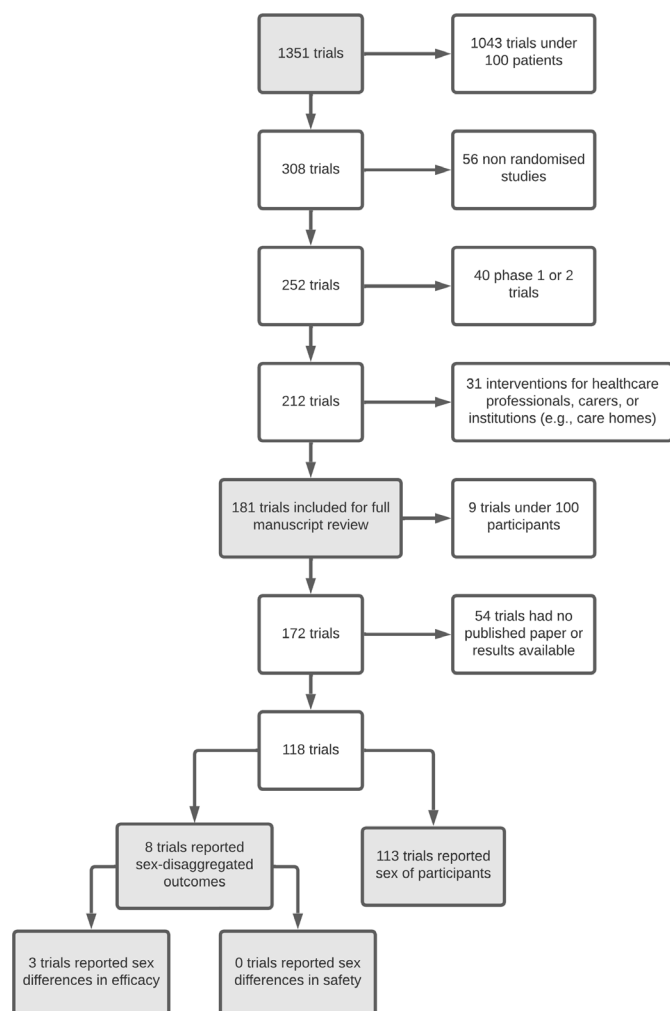 1351 trials
1043 trials under
100 patients
308 trials
56 non randomised
studies
252 trials
40 phase 1 or 2
trials
212 trials
31 interventions for healthcare
professionals, carers, or
institutions (e.g., care homes)
181 trials included for full
manuscript review
9 trials under 100
participants
172 trials
54 trials had no
published paper or
results available
118 trials
8 trials reported
sex-disaggregated
outcomes
113 trials reported
sex of participants
3 trials reported sex
differences in efficacy
0 trials reported sex
differences in safety